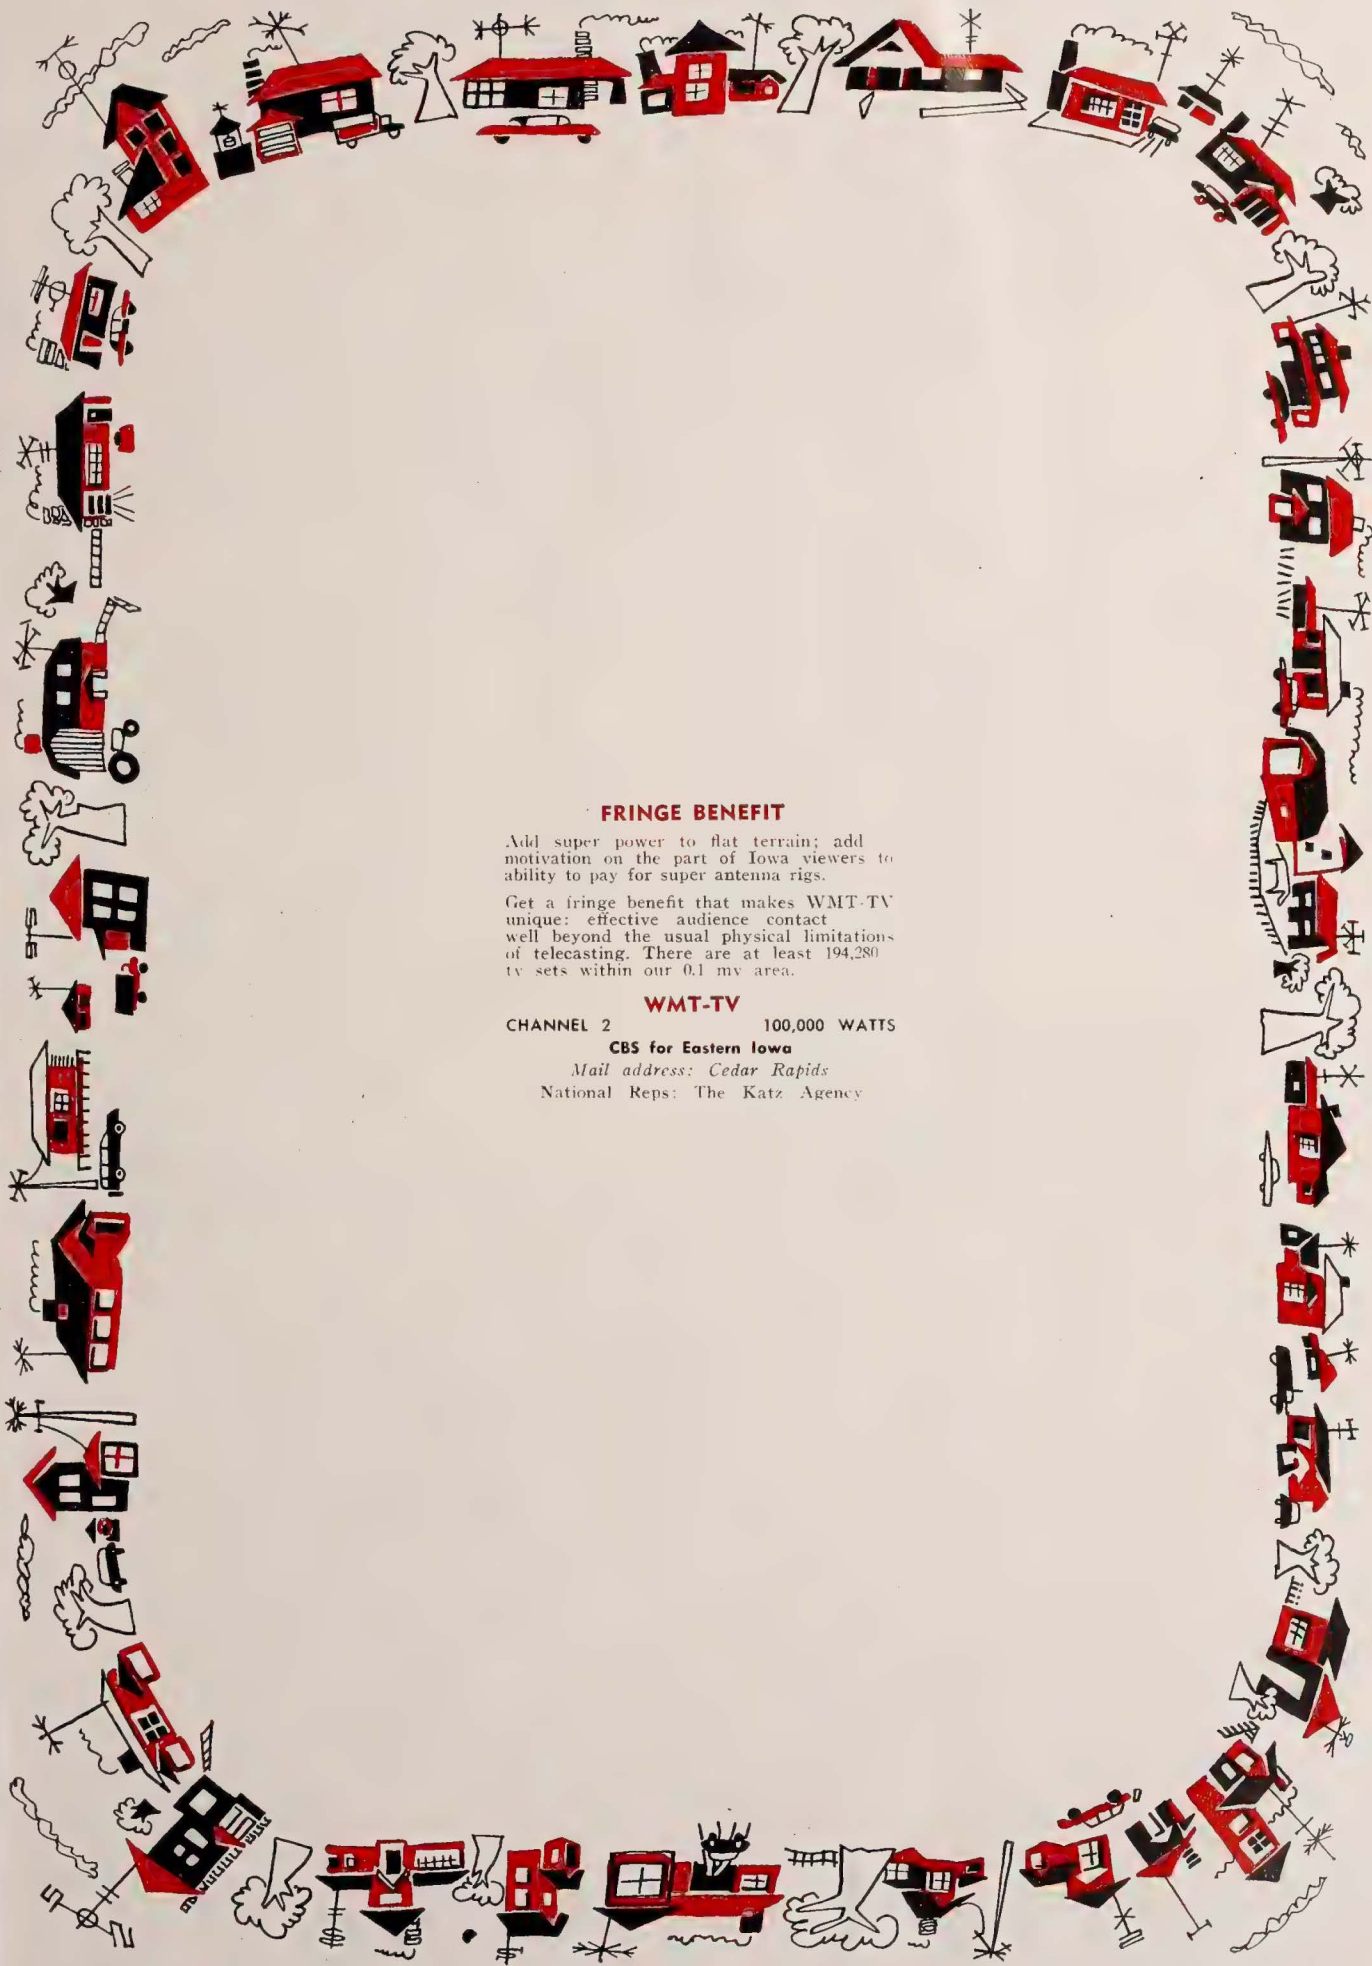 FRINGE BENEFIT
Add super power to flat terrain; add
motivation on the part of Iowa viewers to
ability to pay for super antenna rigs.
Get a fringe benefit that makes WMT-TV
unique: effective audience contact
well beyond the usual physical limitations
of telecasting. There are at least 194,280
tv sets within our 0.1 mv area.
WMT-TV
CHANNEL 2 100,000 WATTS
CBS for Eastern Iowa
Mail address: Cedar Rapids
National Reps: The Katz Agency